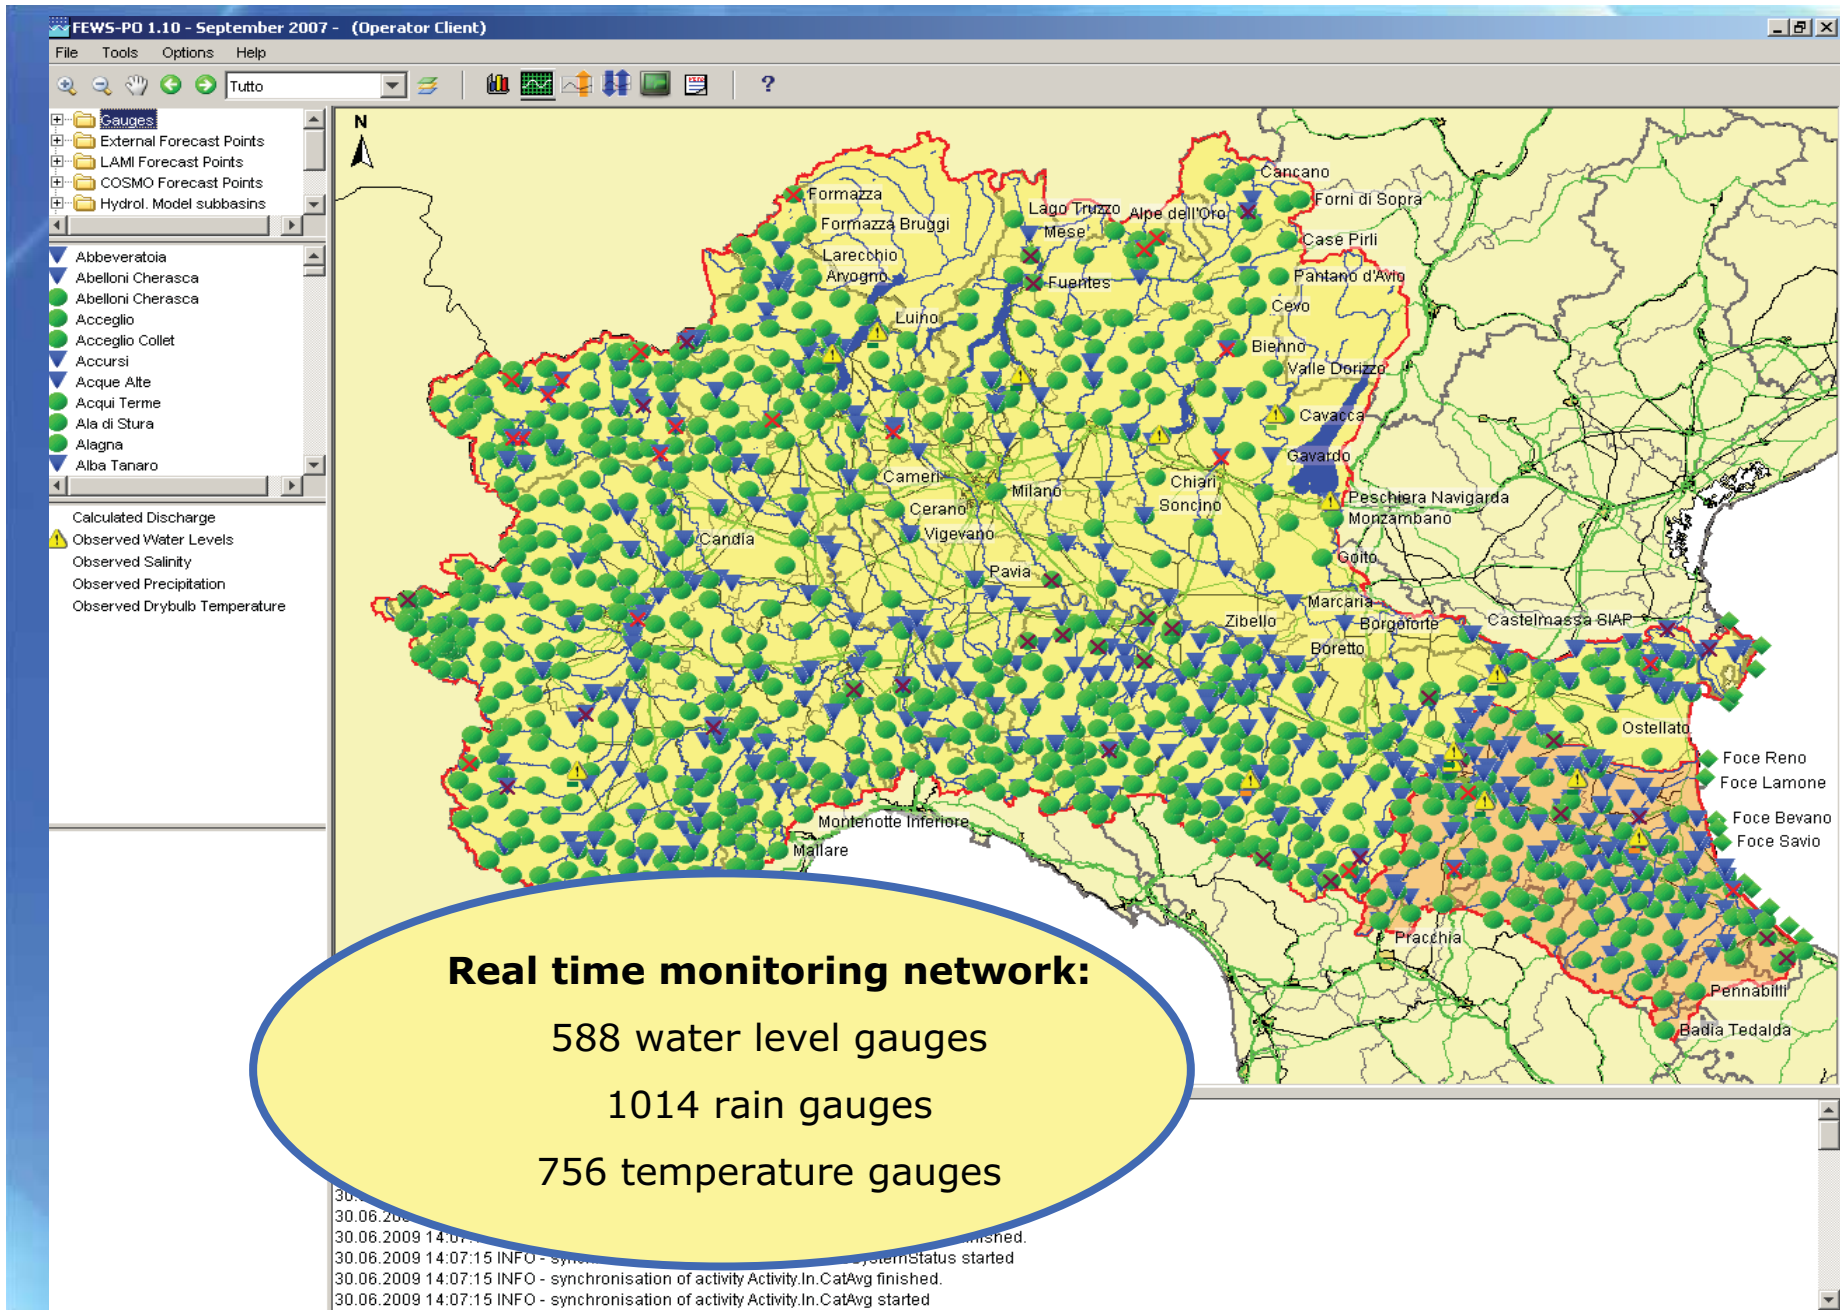 FEWS-PO 1.10 - September 2007 - (Operator Client)
File Tools Options Help
Tutto
?
Gauges
External Forecast Points
LAMI Forecast Points
COSMO Forecast Points
Hydrol. Model subbasins
Abbeveratoia
Abelloni Cherasca
Abelloni Cherasca
Acceglio
Acceglio Collet
Accursi
Acque Alte
Acqui Terme
Ala di Stura
Alagna
Alba Tanaro
Calculated Discharge
Observed Water Levels
Observed Salinity
Observed Precipitation
Observed Drybulb Temperature
N
Cancano
Formazza
Forni di Sopra
Lago Truzzo
Alpe dell'Oro
Formazza Bruggi
Mese
Case Pirli
Larecchio
Arvogno
Fuentes
Pantano d'Avio
Cevo
Luino
Bienno
Valle Dorizzo
Cavacca
Gavardo
Cameri
Milano
Chiari
Peschiera Navigarda
Cerano
Soncino
Monzambano
Candia
Vigevano
Goito
Pavia
Marcaria
Zibello
Borgoforte
Castelmassa SIAP
Boretto
Ostellato
Foce Reno
Foce Lamone
Montenotte Inferiore
Foce Bevano
Foce Savio
Mallare
Pracchia
Pennabilli
Badia Tedalda
Real time monitoring network:
588 water level gauges
1014 rain gauges
756 temperature gauges
30.06.2009 14:07:15 INFO - synchronisation of activity Activity.In.CatAvg finished.
30.06.2009 14:07:15 INFO - synchronisation of activity Activity.In.CatAvg started